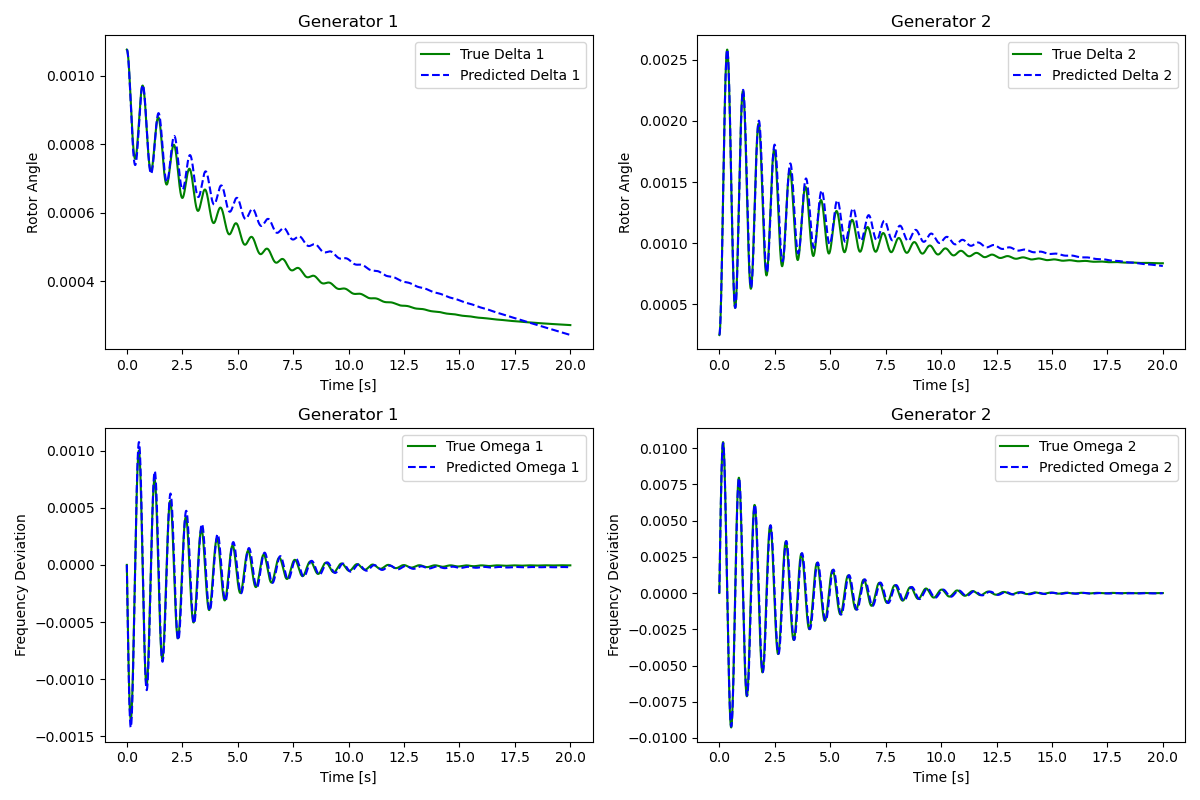 Generator 1
True Delta 1
Predicted Delta 1
0.0010
0.0008
0.0006
0.0004
Rotor Angle
0.0 2.5 5.0 7.5 10.0 12.5 15.0 17.5 20.0
Time [s]
Generator 2
True Delta 2
Predicted Delta 2
0.0025
0.0020
0.0015
0.0010
0.0005
Rotor Angle
0.0 2.5 5.0 7.5 10.0 12.5 15.0 17.5 20.0
Time [s]
Generator 1
True Omega 1
Predicted Omega 1
0.0010
0.0005
0.0000
−0.0005
−0.0010
−0.0015
Frequency Deviation
0.0 2.5 5.0 7.5 10.0 12.5 15.0 17.5 20.0
Time [s]
Generator 2
True Omega 2
Predicted Omega 2
0.0100
0.0075
0.0050
0.0025
0.0000
−0.0025
−0.0050
−0.0075
−0.0100
Frequency Deviation
0.0 2.5 5.0 7.5 10.0 12.5 15.0 17.5 20.0
Time [s]